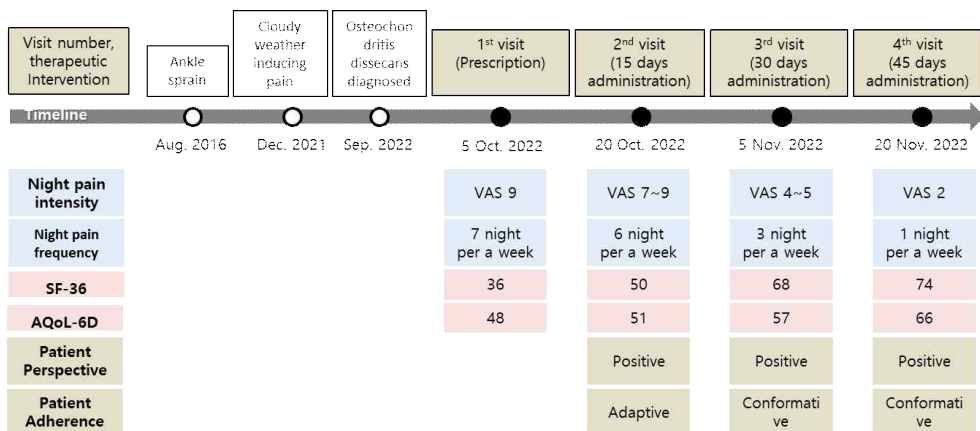 Visit number,
therapeutic
Intervention
Ankle
sprain
Cloudy
weather
inducing
pain
Osteochon
dritis
dissecans
diagnosed
1st visit
(Prescription)
2nd visit
(15 days
administration)
3rd visit
(30 days
administration)
4th visit
(45 days
administration)
Timeline
Aug. 2016
Dec. 2021
Sep. 2022
5 Oct. 2022
20 Oct. 2022
5 Nov. 2022
20 Nov. 2022
Night pain
intensity
VAS 9
VAS 7~9
VAS 4~5
VAS 2
Night pain
frequency
7 night
per a week
6 night
per a week
3 night
per a week
1 night
per a week
SF-36
36
50
68
74
AQoL-6D
48
51
57
66
Patient
Perspective
Positive
Positive
Positive
Patient
Adherence
Adaptive
Conformati
ve
Conformati
ve